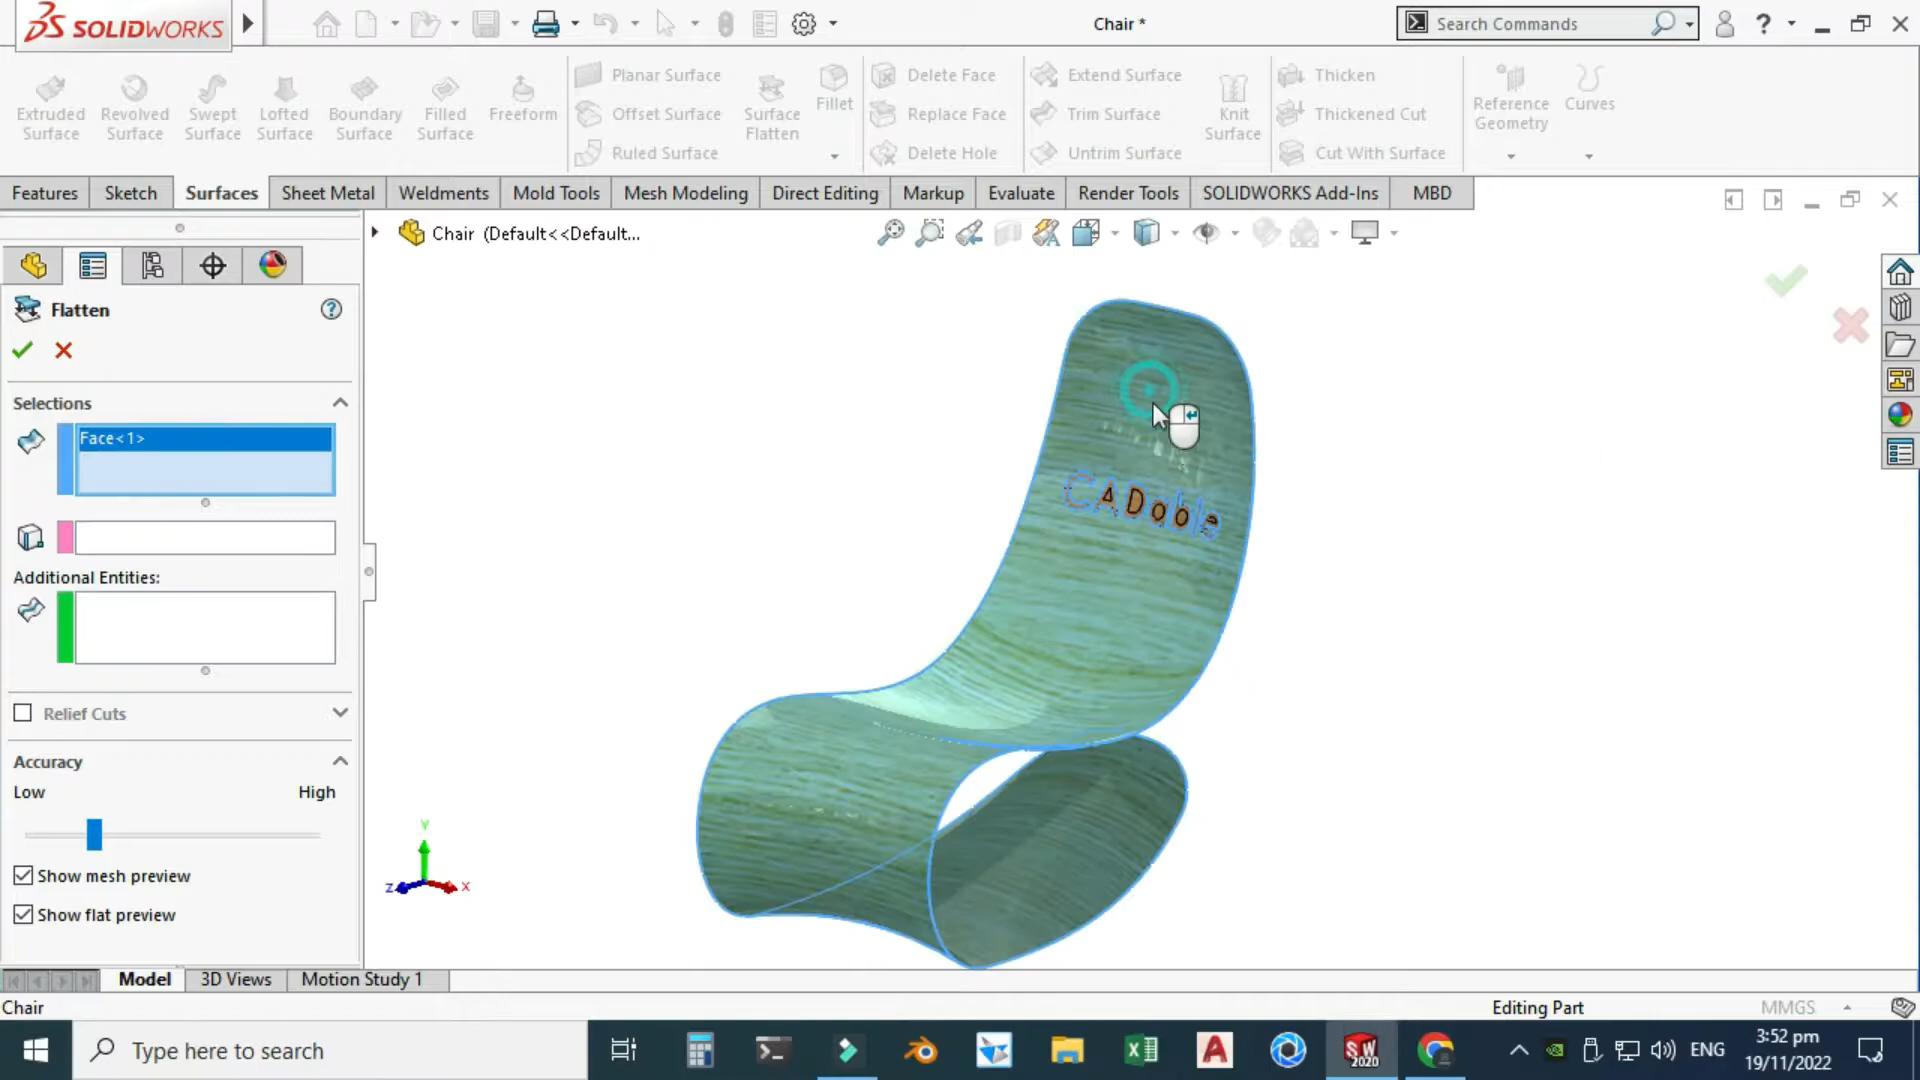 SOLIDWORKS
Chair *
Search Commands
Extruded Surface
Revolved Surface
Swept Surface
Lofted Surface
Boundary Surface
Filled Surface
Freeform
Planar Surface
Offset Surface
Ruled Surface
Surface Flatten
Fillet
Delete Face
Replace Face
Delete Hole
Extend Surface
Trim Surface
Untrim Surface
Knit Surface
Thicken
Thickened Cut
Cut With Surface
Reference Geometry
Curves
Features
Sketch
Surfaces
Sheet Metal
Weldments
Mold Tools
Mesh Modeling
Direct Editing
Markup
Evaluate
Render Tools
SOLIDWORKS Add-Ins
MBD
Chair (Default<<Default...
Flatten
Selections
Face<1>
Additional Entities:
Relief Cuts
Accuracy
Low High
Show mesh preview
Show flat preview
CADable
Y
Z X
Model
3D Views
Motion Study 1
Chair
Editing Part
MMGS
Type here to search
SW 2020
ENG
3:52 pm
19/11/2022